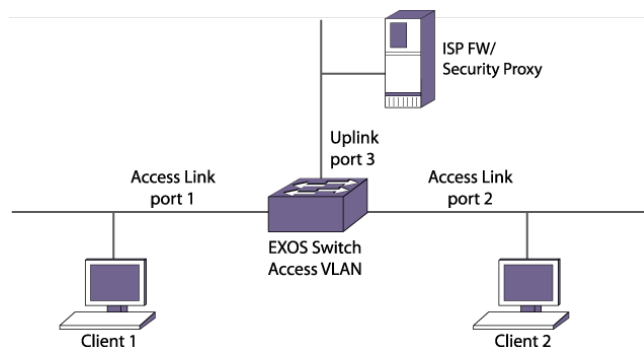 ISP FW/
Security Proxy
Uplink
port 3
Access Link
port 1
Access Link
port 2
EXOS Switch
Access VLAN
Client 1
Client 2